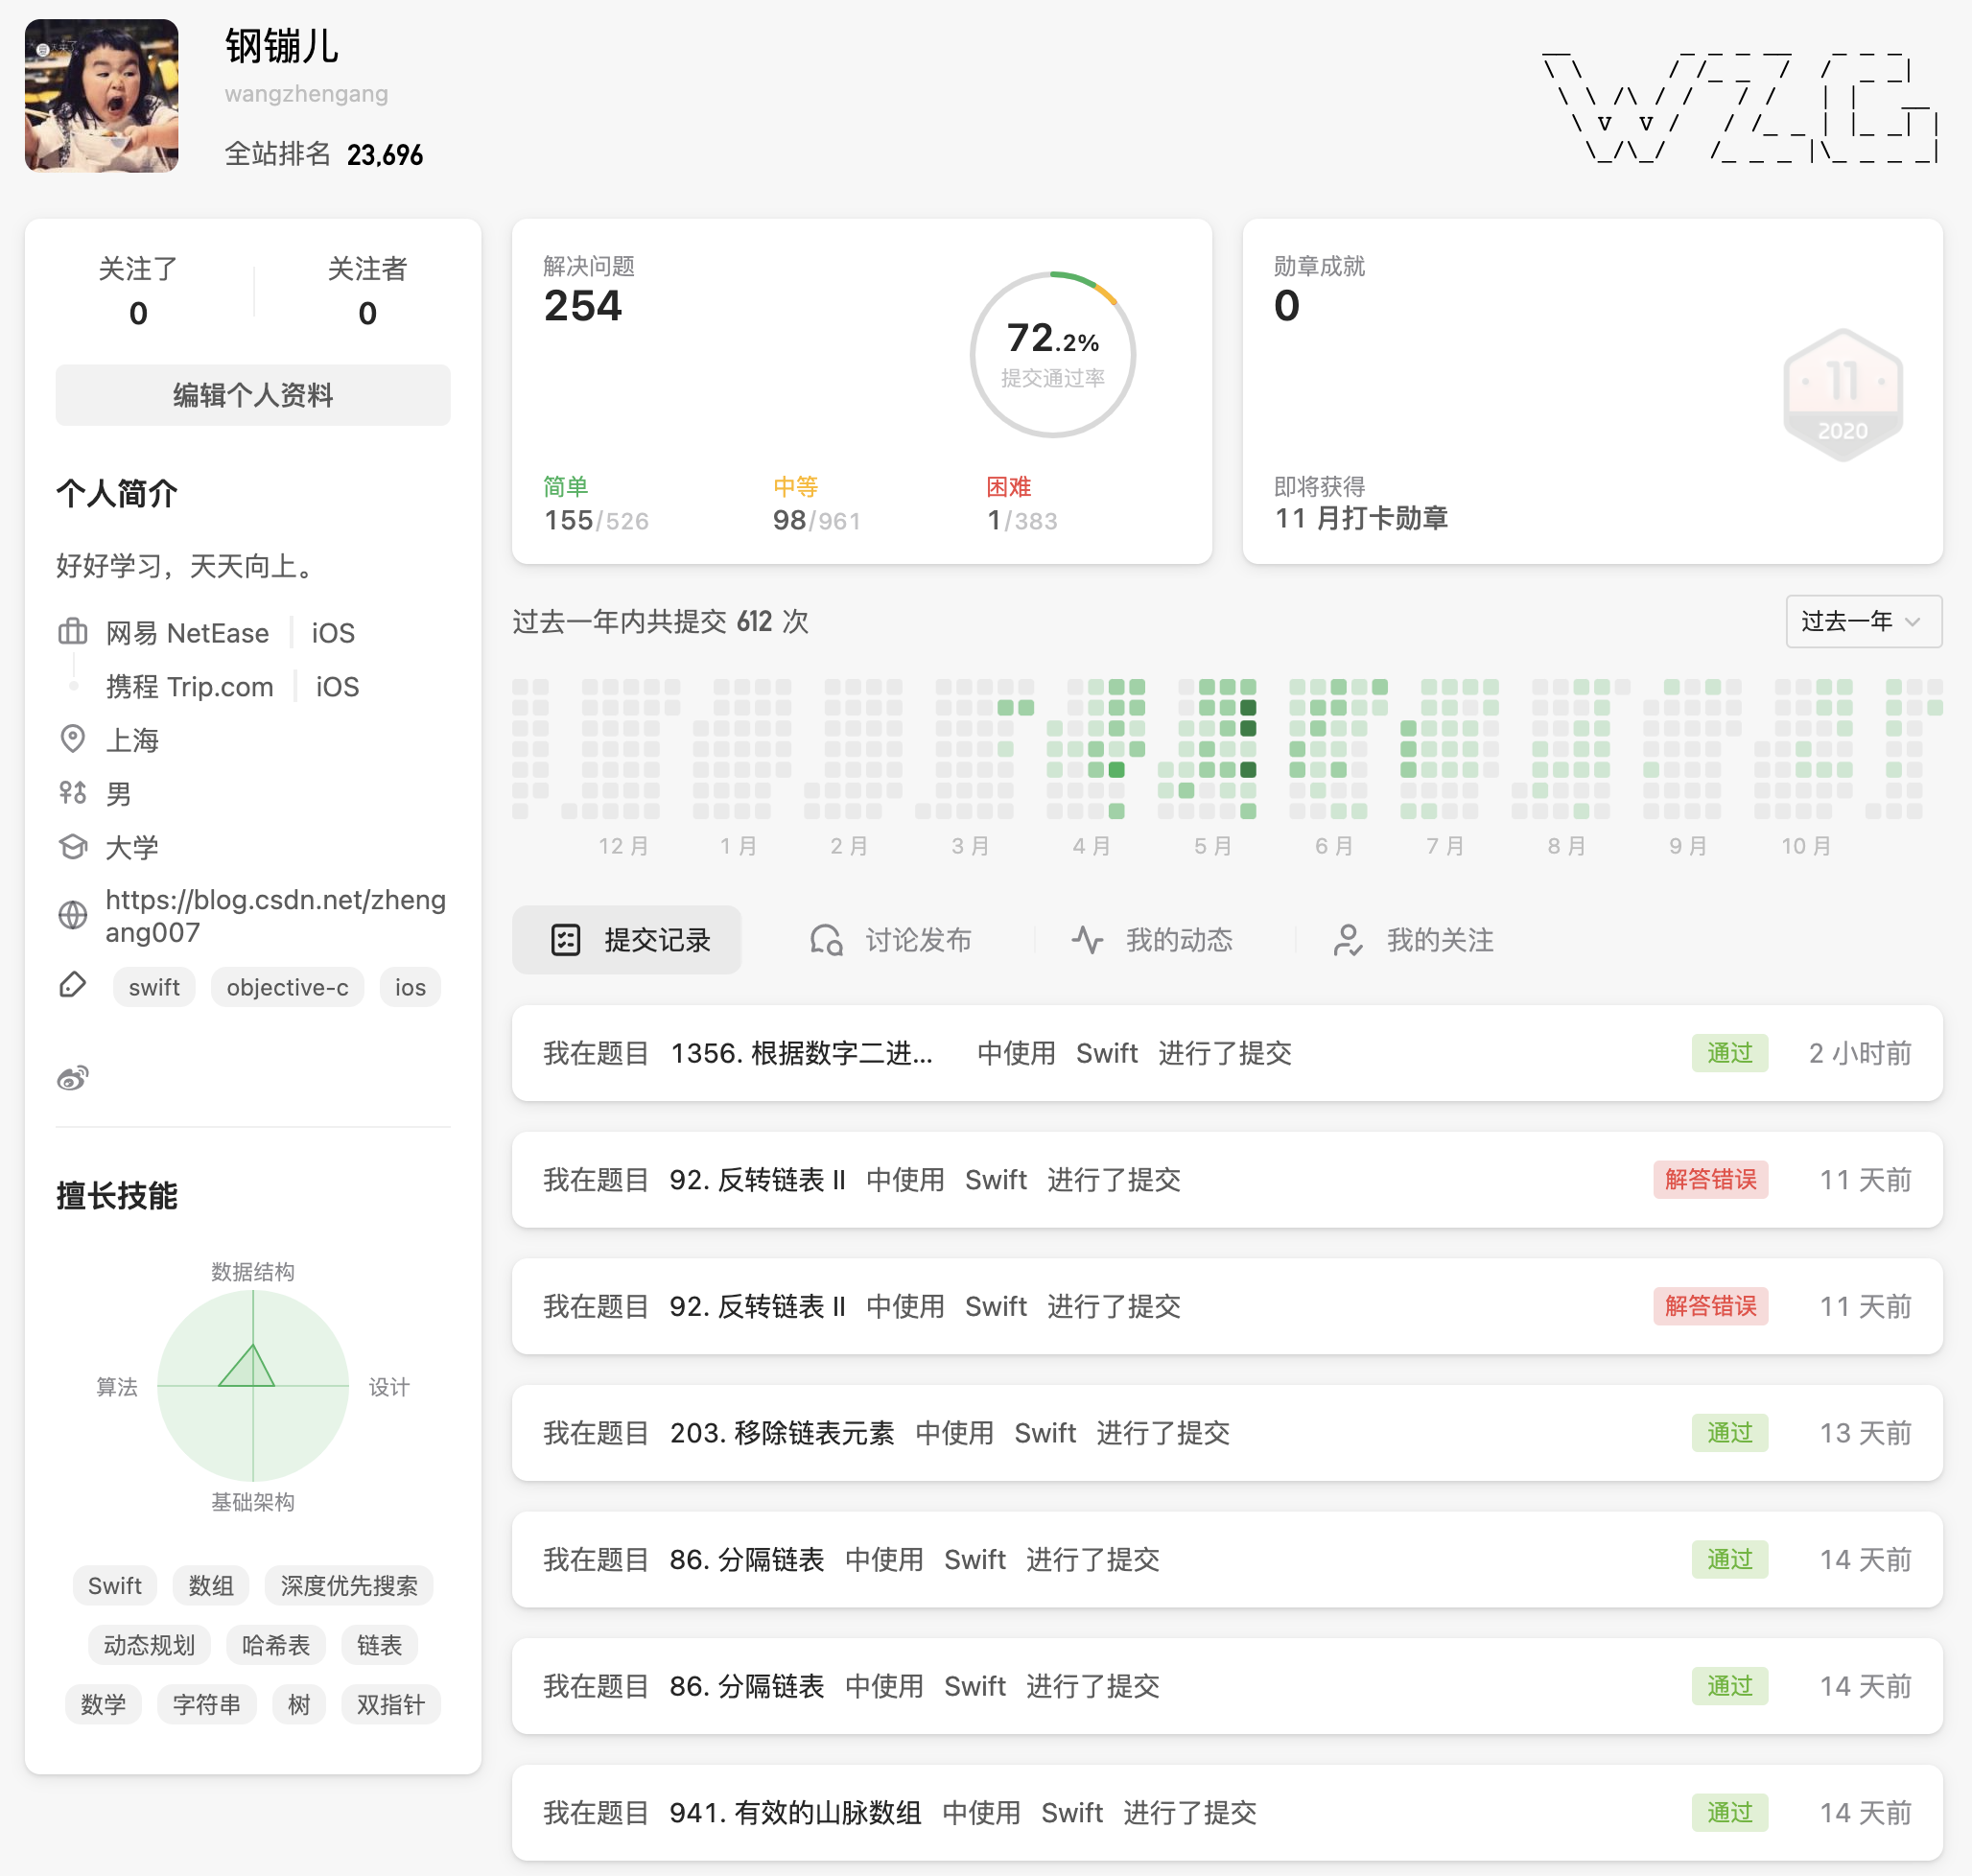 钢镚儿
wangzhengang
全站排名 23,696
关注了 关注者
0 0
编辑个人资料
个人简介
好好学习，天天向上。
网易 NetEase iOS
携程 Trip.com iOS
上海
男
大学
https://blog.csdn.net/zheng
ang007
swift objective-c ios
擅长技能
数据结构
算法 设计
基础架构
Swift 数组 深度优先搜索
动态规划 哈希表 链表
数学 字符串 树 双指针
解决问题
254
72.2%
提交通过率
简单 中等 困难
155/526 98/961 1/383
勋章成就
0
11
2020
即将获得
11 月打卡勋章
过去一年内共提交 612 次 过去一年
12 月 1 月 2 月 3 月 4 月 5 月 6 月 7 月 8 月 9 月 10 月
提交记录 讨论发布 我的动态 我的关注
我在题目 1356. 根据数字二进... 中使用 Swift 进行了提交 通过 2 小时前
我在题目 92. 反转链表 II 中使用 Swift 进行了提交 解答错误 11 天前
我在题目 92. 反转链表 II 中使用 Swift 进行了提交 解答错误 11 天前
我在题目 203. 移除链表元素 中使用 Swift 进行了提交 通过 13 天前
我在题目 86. 分隔链表 中使用 Swift 进行了提交 通过 14 天前
我在题目 86. 分隔链表 中使用 Swift 进行了提交 通过 14 天前
我在题目 941. 有效的山脉数组 中使用 Swift 进行了提交 通过 14 天前